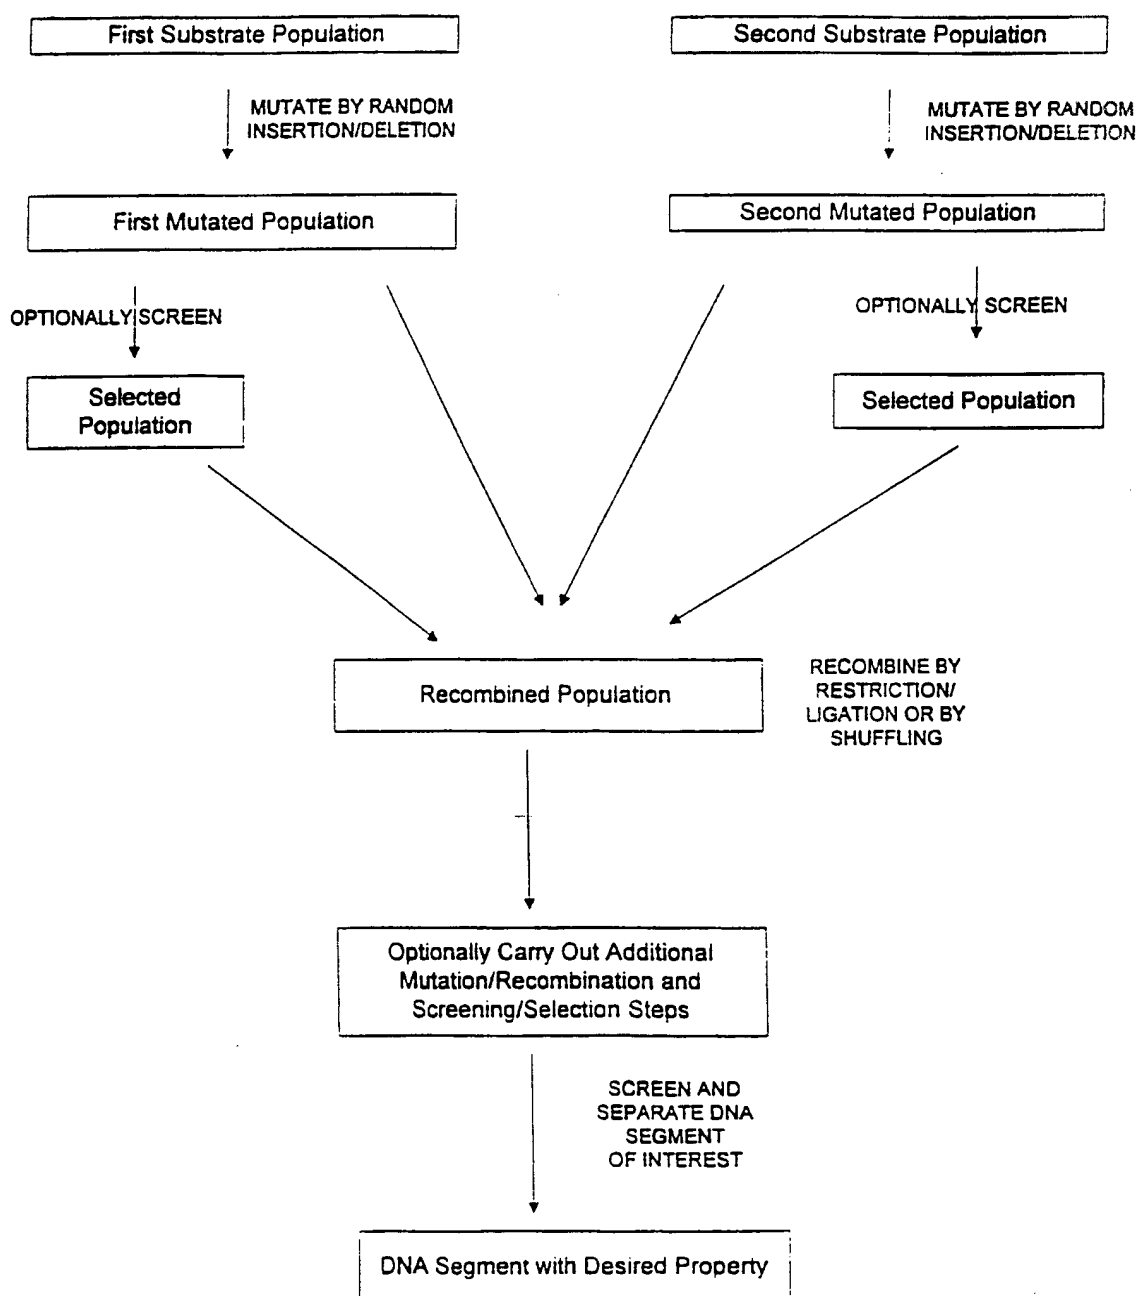 First Substrate Population
Second Substrate Population
MUTATE BY RANDOM
INSERTION/DELETION
MUTATE BY RANDOM
INSERTION/DELETION
First Mutated Population
Second Mutated Population
OPTIONALLY SCREEN
OPTIONALLY SCREEN
Selected
Population
Selected Population
Recombined Population
RECOMBINE BY
RESTRICTION/
LIGATION OR BY
SHUFFLING
Optionally Carry Out Additional
Mutation/Recombination and
Screening/Selection Steps
SCREEN AND
SEPARATE DNA
SEGMENT
OF INTEREST
DNA Segment with Desired Property